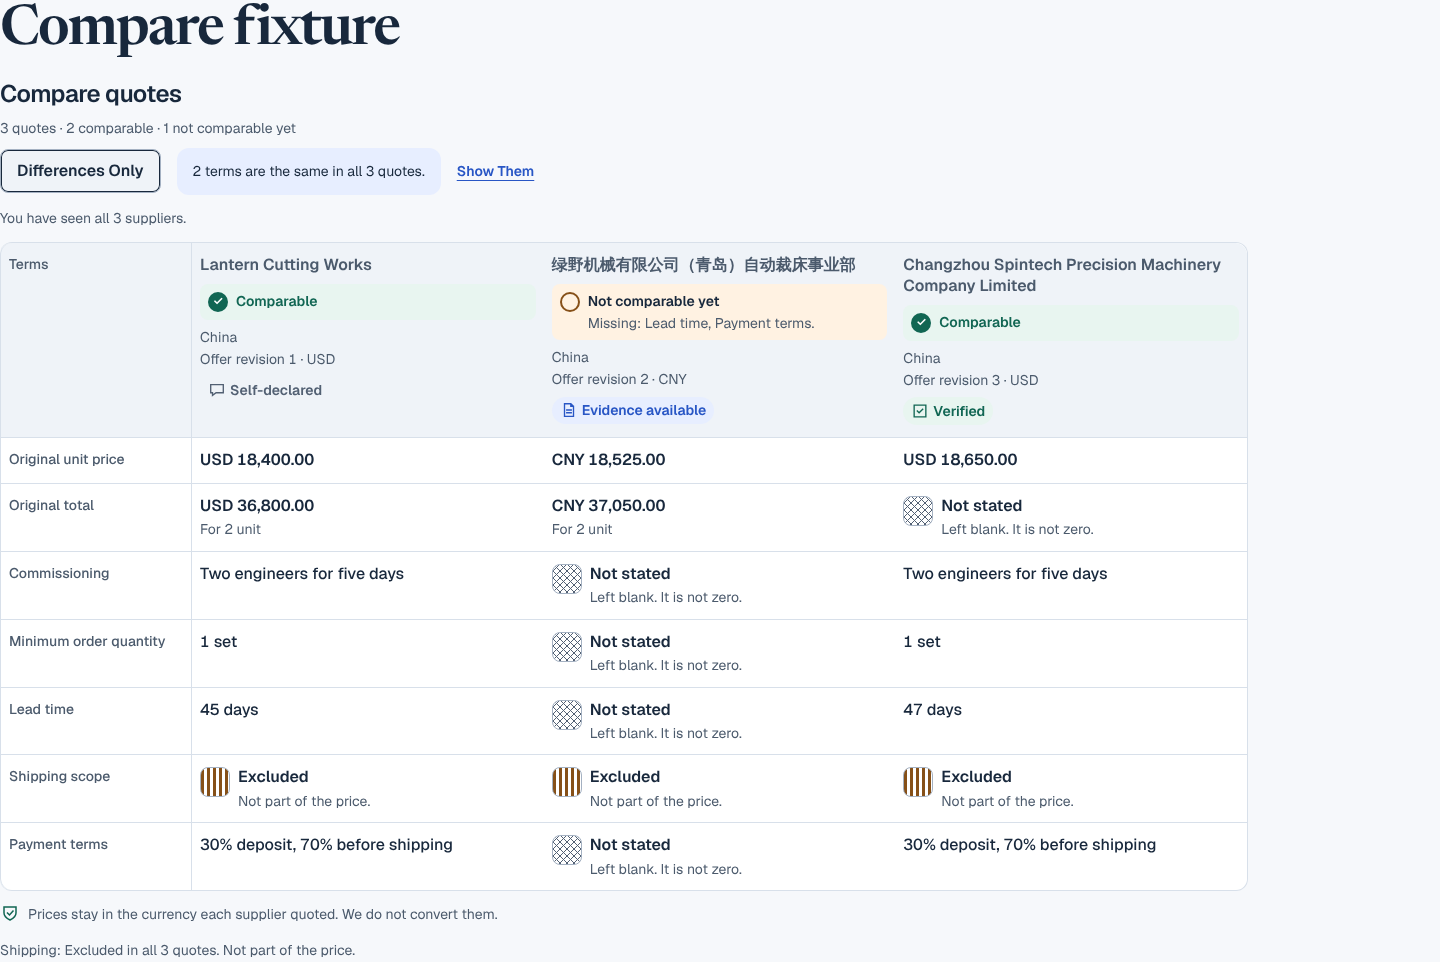 Compare fixture
Compare quotes
3 quotes · 2 comparable · 1 not comparable yet
Differences Only
2 terms are the same in all 3 quotes.
Show Them
You have seen all 3 suppliers.
Terms
Lantern Cutting Works
Comparable
China
Offer revision 1 · USD
Self-declared
绿野机械有限公司（青岛）自动裁床事业部
Not comparable yet
Missing: Lead time, Payment terms.
China
Offer revision 2 · CNY
Evidence available
Changzhou Spintech Precision Machinery
Company Limited
Comparable
China
Offer revision 3 · USD
Verified
Original unit price
USD 18,400.00
CNY 18,525.00
USD 18,650.00
Original total
USD 36,800.00
For 2 unit
CNY 37,050.00
For 2 unit
Not stated
Left blank. It is not zero.
Commissioning
Two engineers for five days
Not stated
Left blank. It is not zero.
Two engineers for five days
Minimum order quantity
1 set
Not stated
Left blank. It is not zero.
1 set
Lead time
45 days
Not stated
Left blank. It is not zero.
47 days
Shipping scope
Excluded
Not part of the price.
Excluded
Not part of the price.
Excluded
Not part of the price.
Payment terms
30% deposit, 70% before shipping
Not stated
Left blank. It is not zero.
30% deposit, 70% before shipping
Prices stay in the currency each supplier quoted. We do not convert them.
Shipping: Excluded in all 3 quotes. Not part of the price.